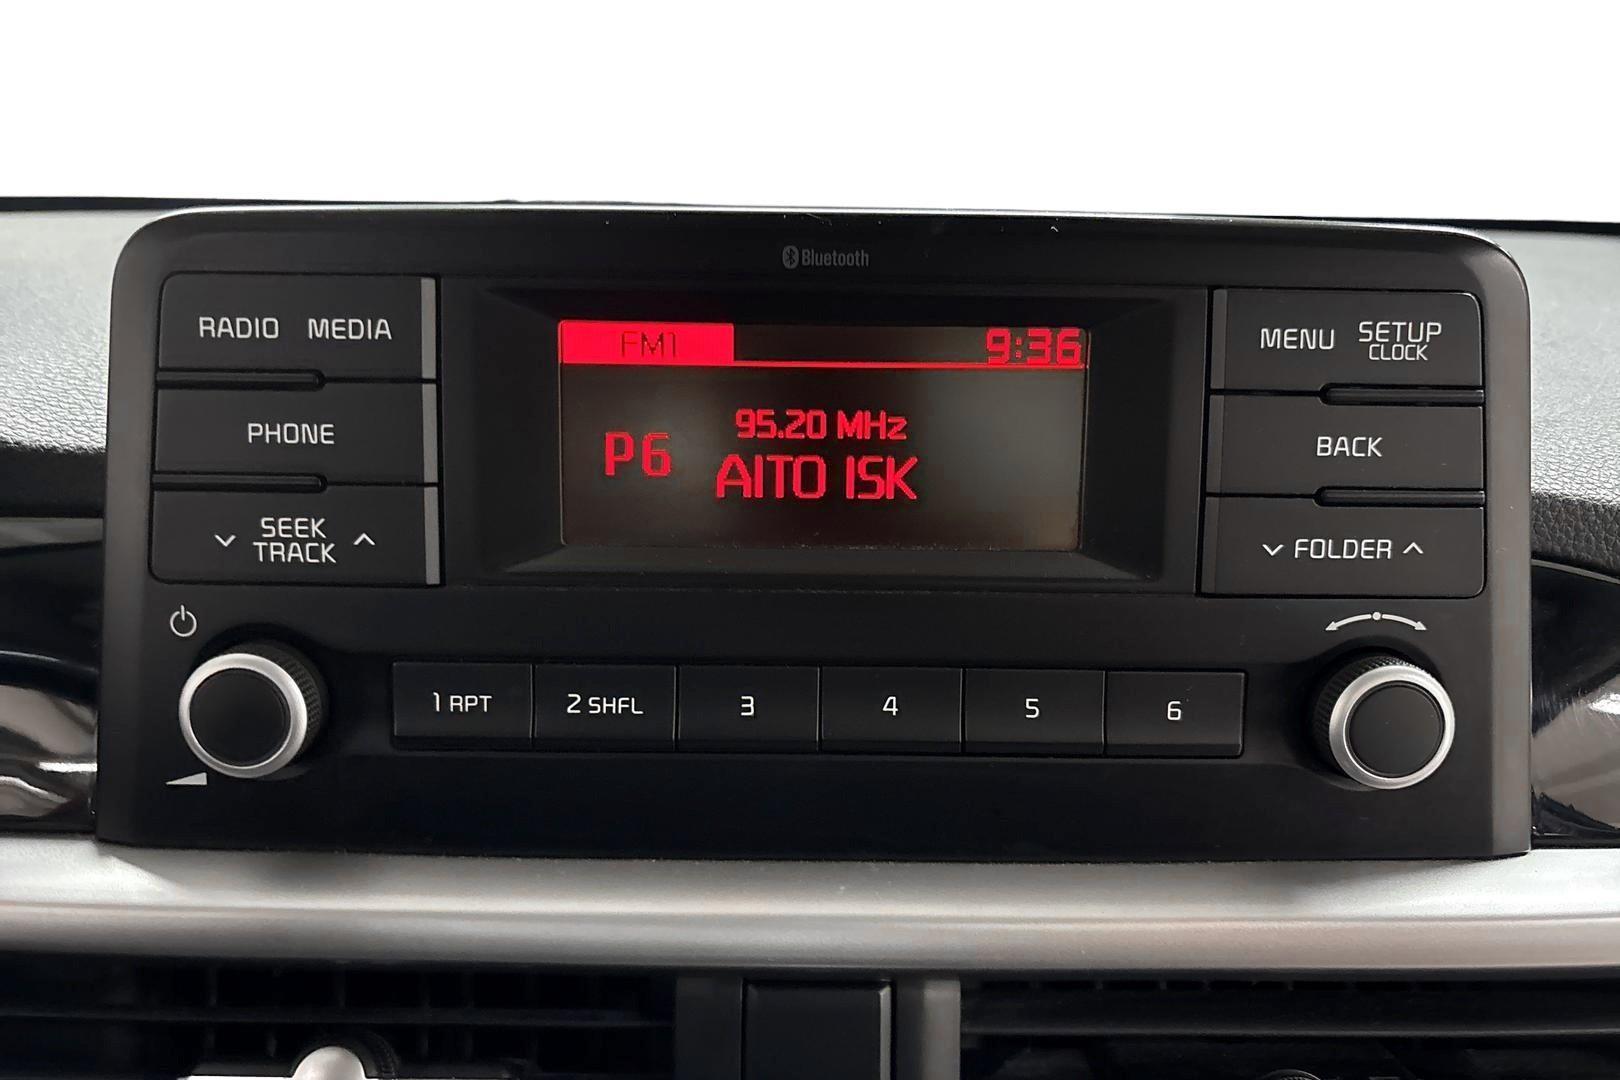 Bluetooth
RADIO MEDIA
PHONE
SEEK
TRACK
FM1 9:36
95.20 MHz
P6
AITO ISK
MENU SETUP
CLOCK
BACK
FOLDER
1 RPT 2 SHFL 3 4 5 6